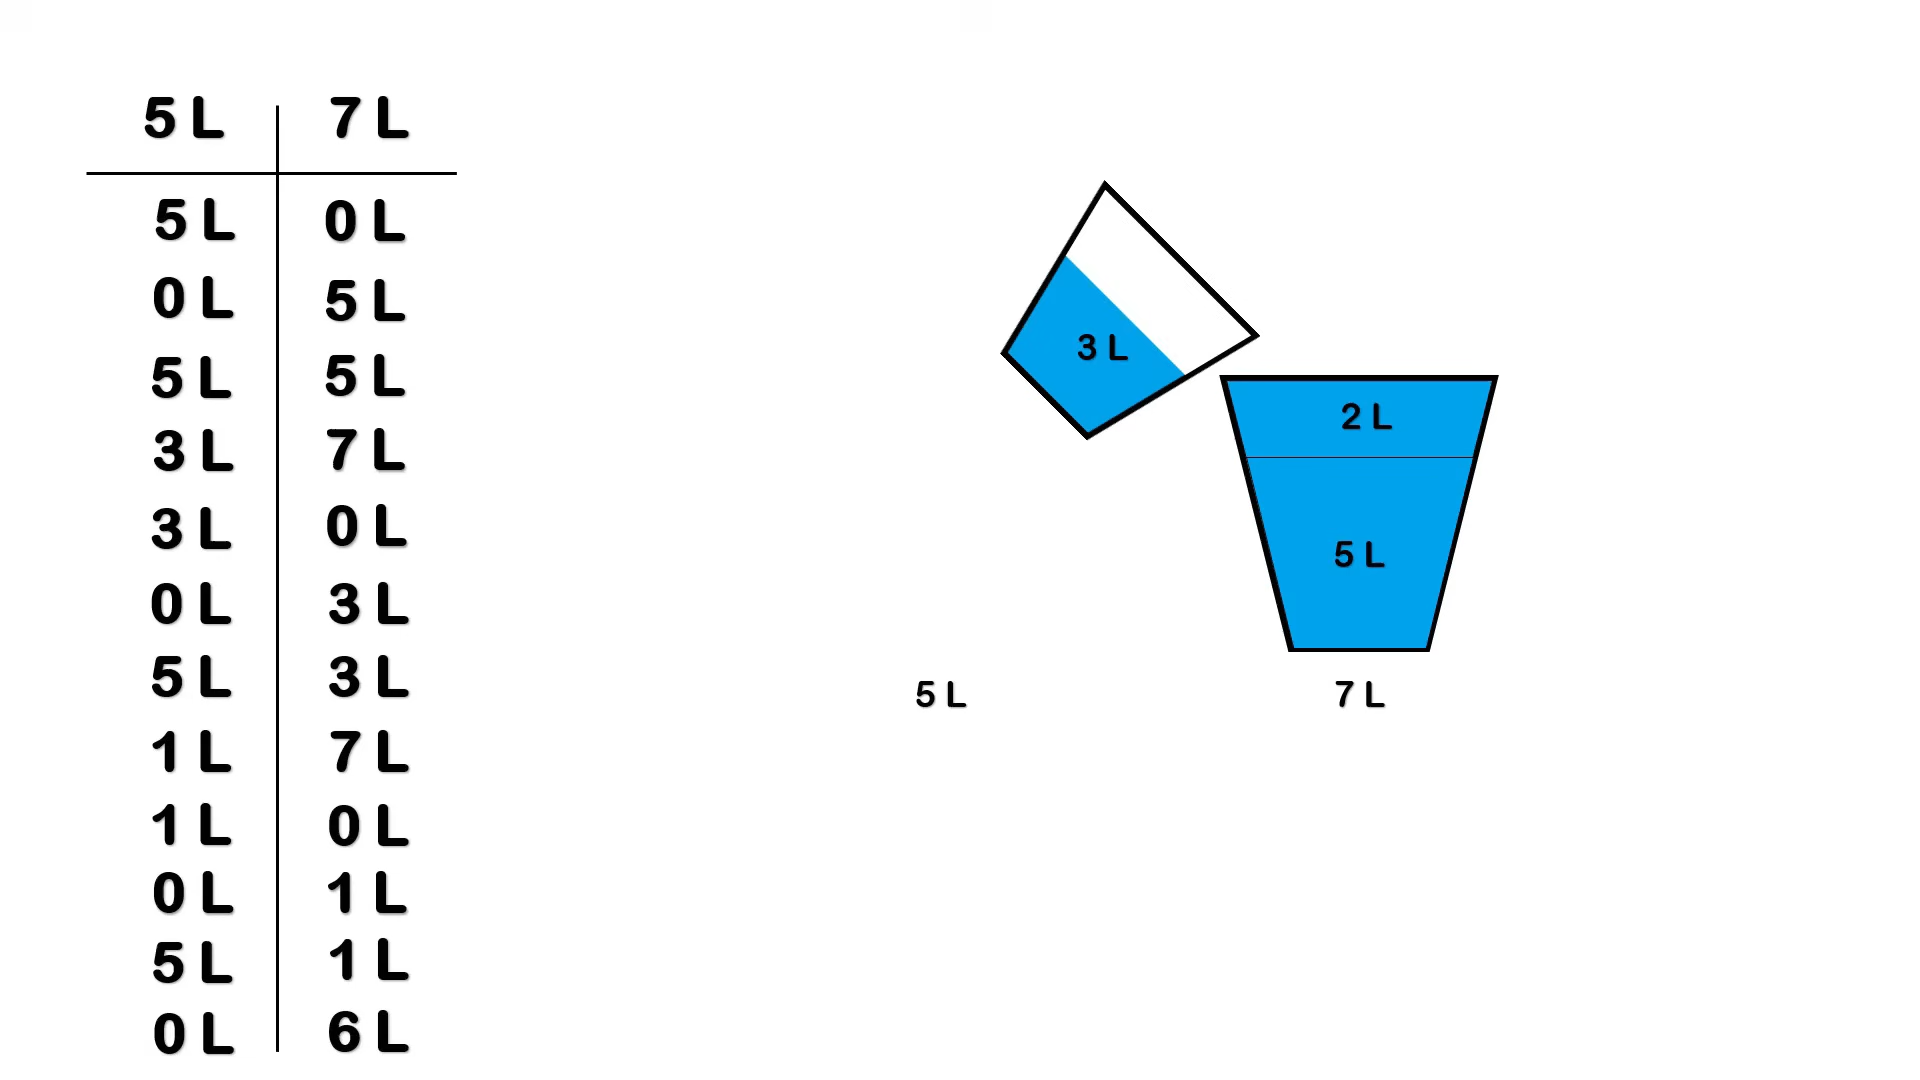 5 L 7 L
5 L 0 L
0 L 5 L
5 L 5 L
3 L 7 L
3 L 0 L
0 L 3 L
5 L 3 L
1 L 7 L
1 L 0 L
0 L 1 L
5 L 1 L
0 L 6 L
3 L
2 L
5 L
5 L 7 L